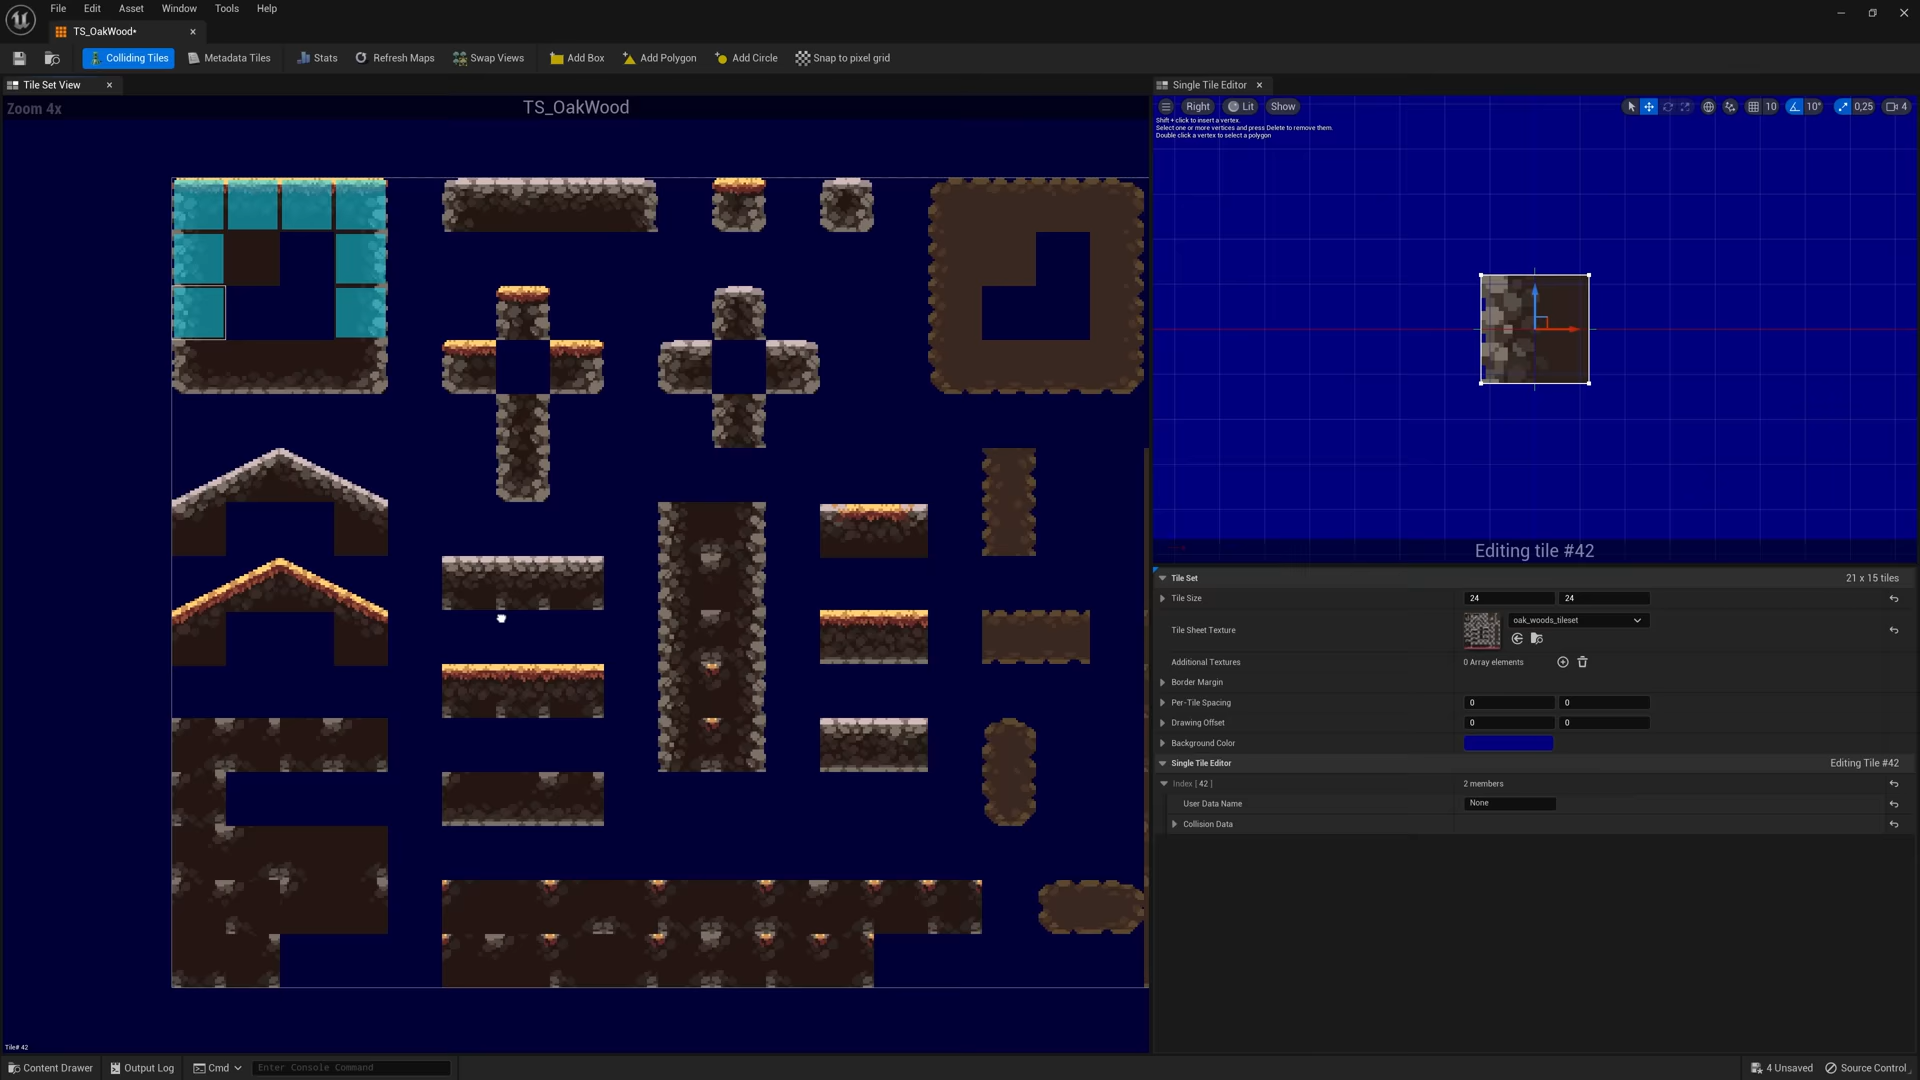 File Edit Asset Window Tools Help
TS_OakWood*
Colliding Tiles Metadata Tiles Stats Refresh Maps Swap Views Add Box Add Polygon Add Circle Snap to pixel grid
Tile Set View
Single Tile Editor
Zoom 4x
TS_OakWood
Right Lit Show 10 10° 0,25 4
Shift + click to insert a vertex.
Select one or more vertices and press Delete to remove them.
Double click a vertex to select a polygon
Editing tile #42
Tile Set 21 x 15 tiles
Tile Size 24 24
Tile Sheet Texture oak_woods_tileset
Additional Textures 0 Array elements
Border Margin
Per-Tile Spacing 0 0
Drawing Offset 0 0
Background Color
Single Tile Editor Editing Tile #42
Index [ 42 ] 2 members
User Data Name None
Collision Data
Tile# 42
Content Drawer Output Log Cmd Enter Console Command 4 Unsaved Source Control